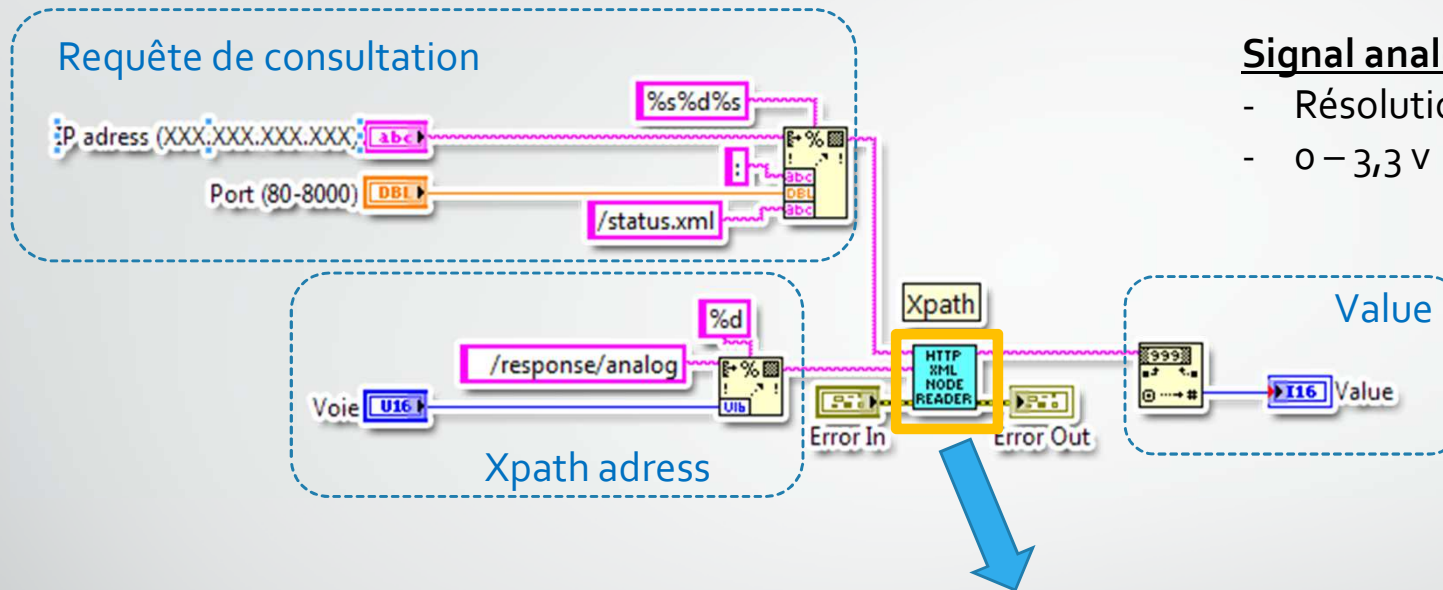 Requête de consultation
%s%d%s
IP adress (XXX.XXX.XXX.XXX)
abc
:
abc
Port (80-8000)
DBL
DBL
/status.xml
abc
Signal
- 
- 0 – 3,3 v
%d
/response/analog
Voie
U16
U16
Xpath adress
Xpath
HTTP
XML
NODE
READER
Error In
Error Out
Value
999
I16
Value